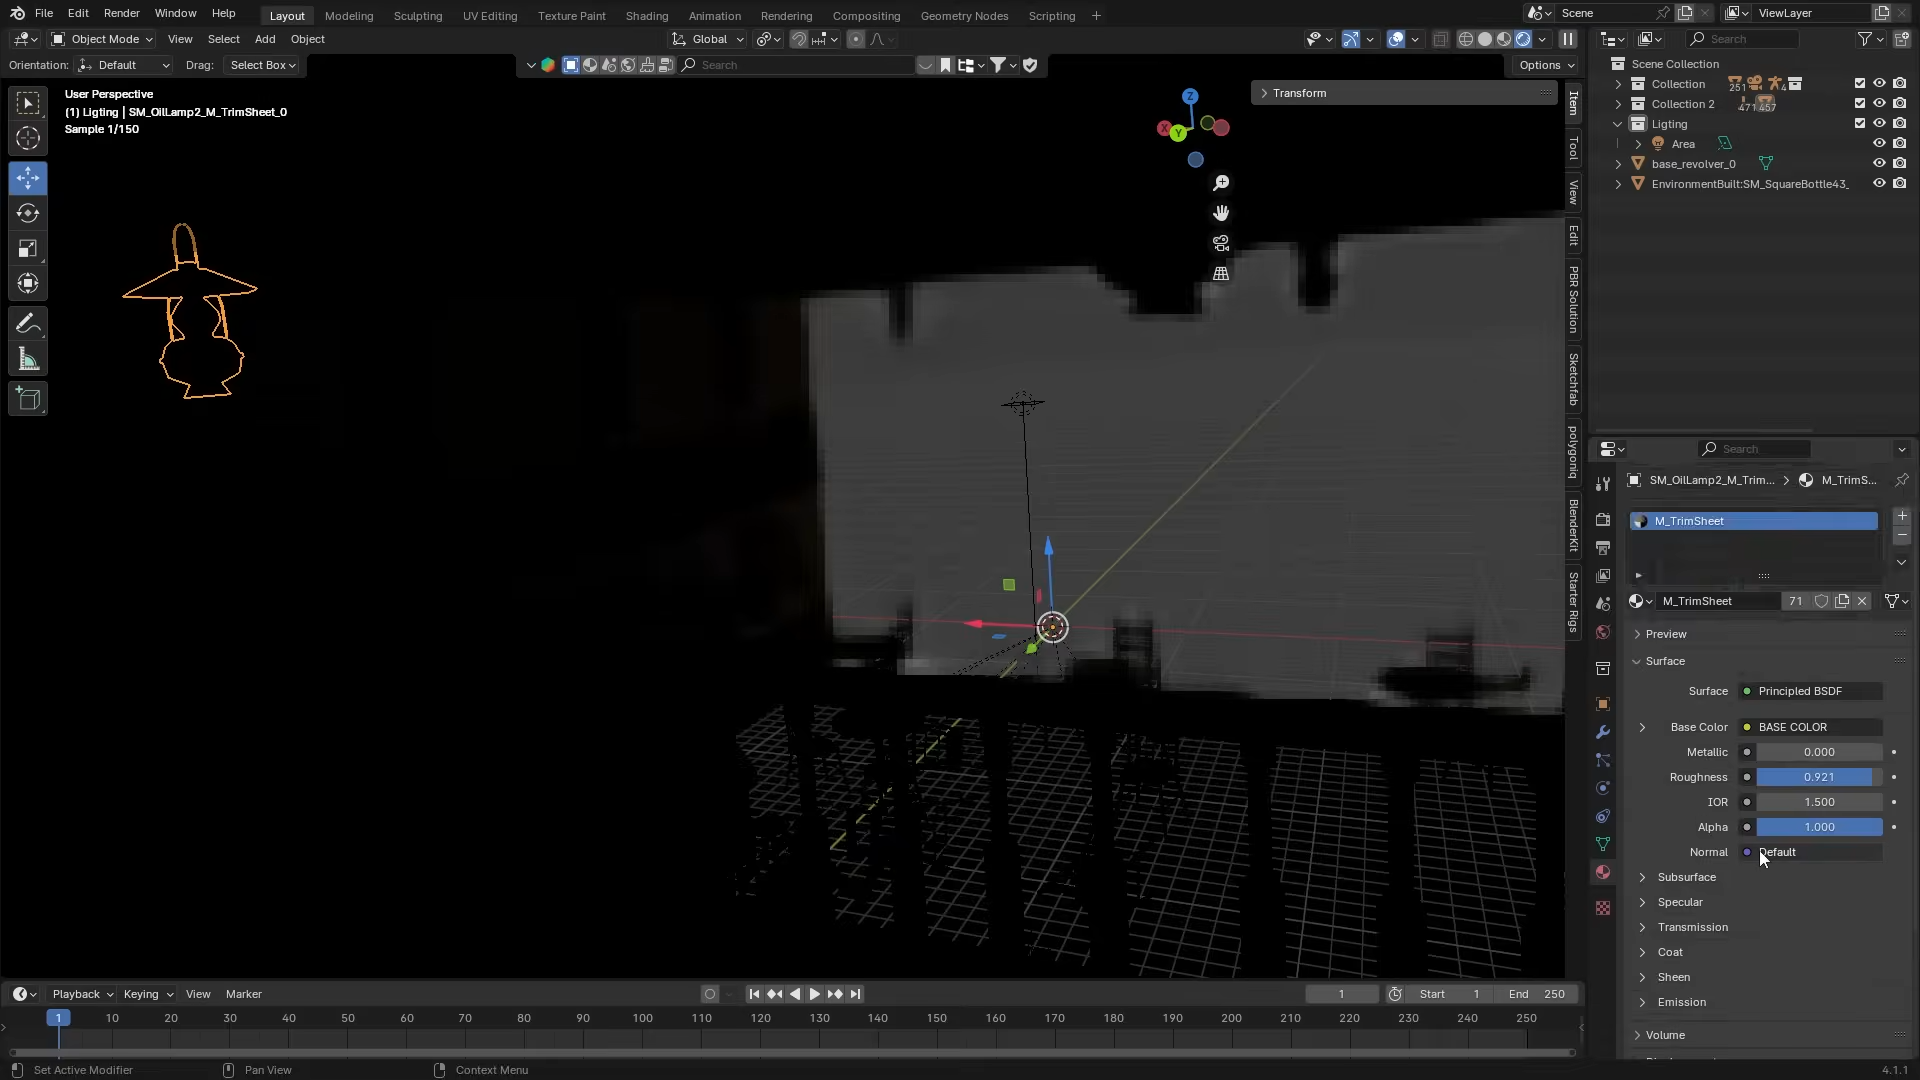 File Edit Render Window Help Layout Modeling Sculpting UV Editing Texture Paint Shading Animation Rendering Compositing Geometry Nodes Scripting + Scene ViewLayer
Object Mode View Select Add Object Global Search
Orientation: Default Drag: Select Box Search Options
User Perspective
(1) Ligting | SM_OilLamp2_M_TrimSheet_0
Sample 1/150
Transform
Z
X
Y
Item
Tool
View
Edit
PBR Solution
Sketchfab
polygoniq
BlenderKit
Starter Rigs
Scene Collection
Collection 251 4
Collection 2 471 457
Ligting
Area
base_revolver_0
EnvironmentBuilt:SM_SquareBottle43_
Search
SM_OilLamp2_M_Trim... > M_TrimS...
M_TrimSheet
M_TrimSheet 71
Preview
Surface
Surface Principled BSDF
Base Color BASE COLOR
Metallic 0.000
Roughness 0.921
IOR 1.500
Alpha 1.000
Normal Default
Subsurface
Specular
Transmission
Coat
Sheen
Emission
Volume
Playback Keying View Marker 1 Start 1 End 250
1 10 20 30 40 50 60 70 80 90 100 110 120 130 140 150 160 170 180 190 200 210 220 230 240 250
Set Active Modifier Pan View Context Menu 4.1.1